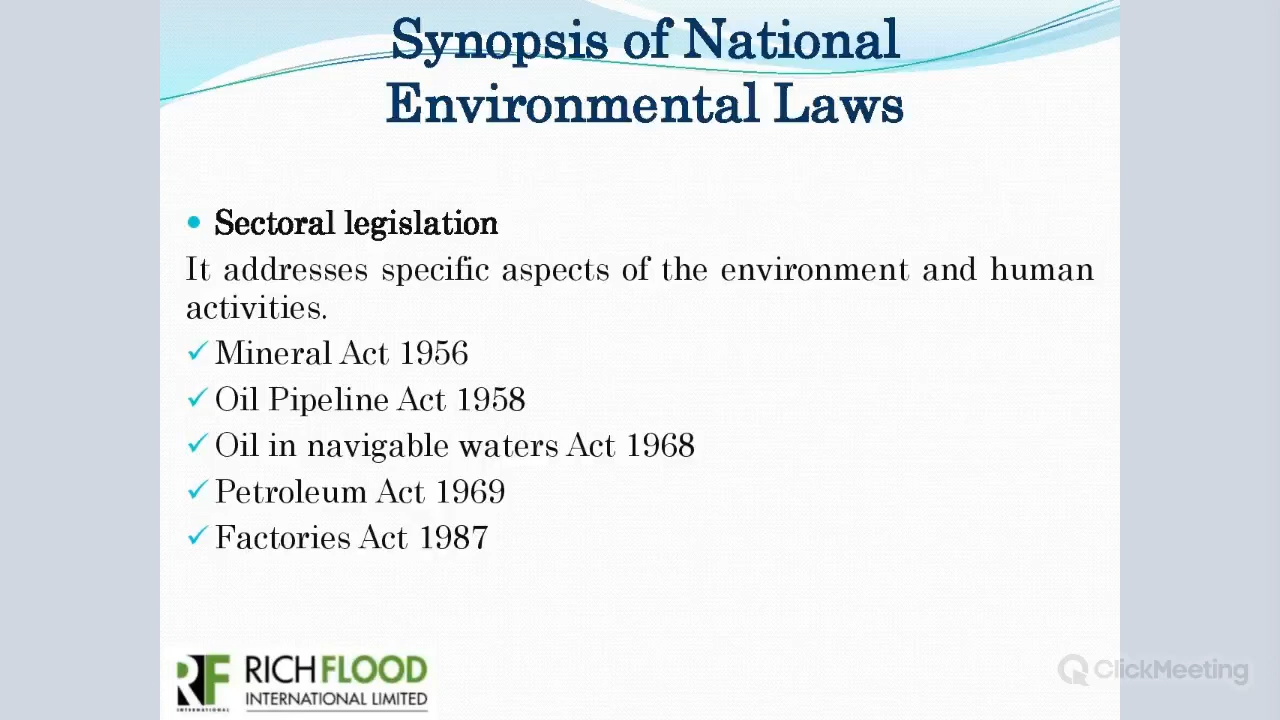 Synopsis of National
Environmental Laws
• Sectoral legislation
It addresses specific aspects of the environment and human
activities.
✓ Mineral Act 1956
✓ Oil Pipeline Act 1958
✓ Oil in navigable waters Act 1968
✓ Petroleum Act 1969
✓ Factories Act 1987
RF
INTERNATIONAL
RICHFLOOD
INTERNATIONAL LIMITED
ClickMeeting